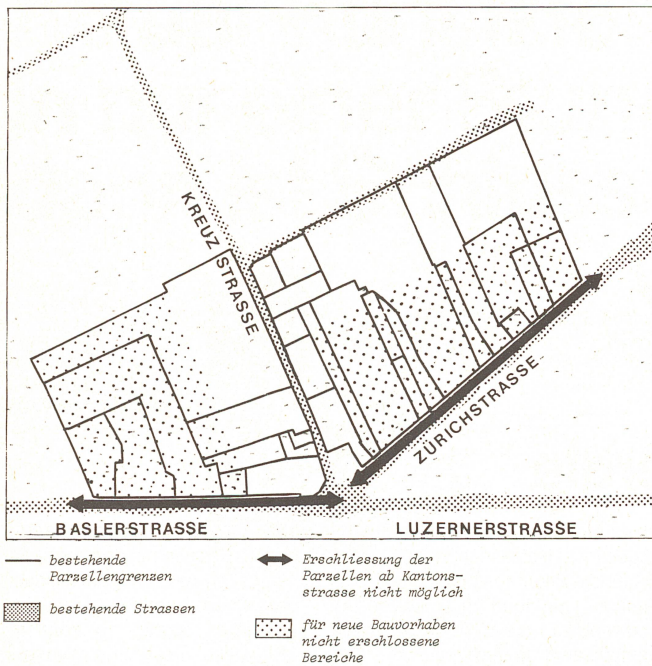 KREUZ STRASSE
ZÜRICHSTRASSE
BASLERSTRASSE
LUZERNERSTRASSE
bestehende
Parzellengrenzen
bestehende Strassen
Erschliessung der
Parzellen ab Kantons-
strasse nicht möglich
für neue Bauvorhaben
nicht erschlossene
Bereiche